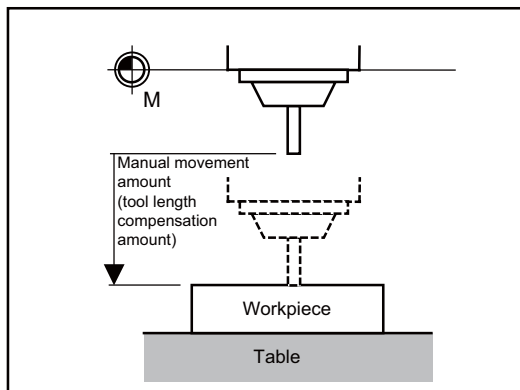 M
Manual movement
amount
(tool length
compensation
amount)
Workpiece
Table